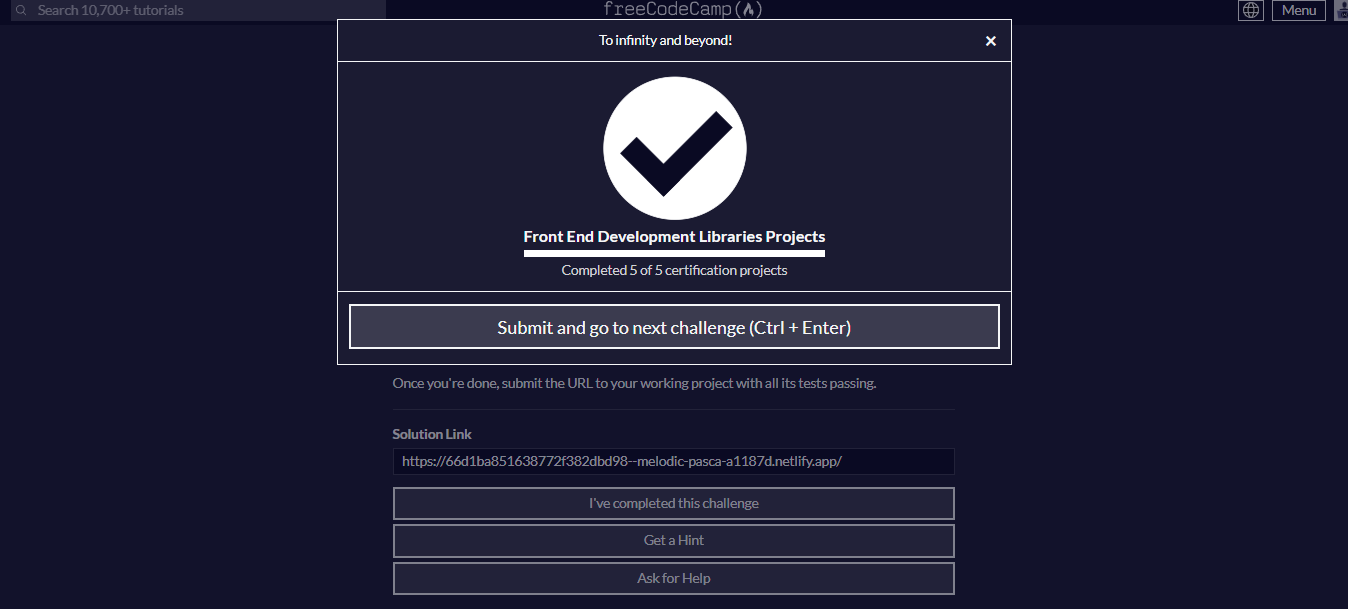 Search 10,700+ tutorials
freeCodeCamp(🔥)
Menu
To infinity and beyond!
×
Front End Development Libraries Projects
Completed 5 of 5 certification projects
Submit and go to next challenge (Ctrl + Enter)
Once you're done, submit the URL to your working project with all its tests passing.
Solution Link
https://66d1ba851638772f382dbd98--melodic-pasca-a1187d.netlify.app/
I've completed this challenge
Get a Hint
Ask for Help